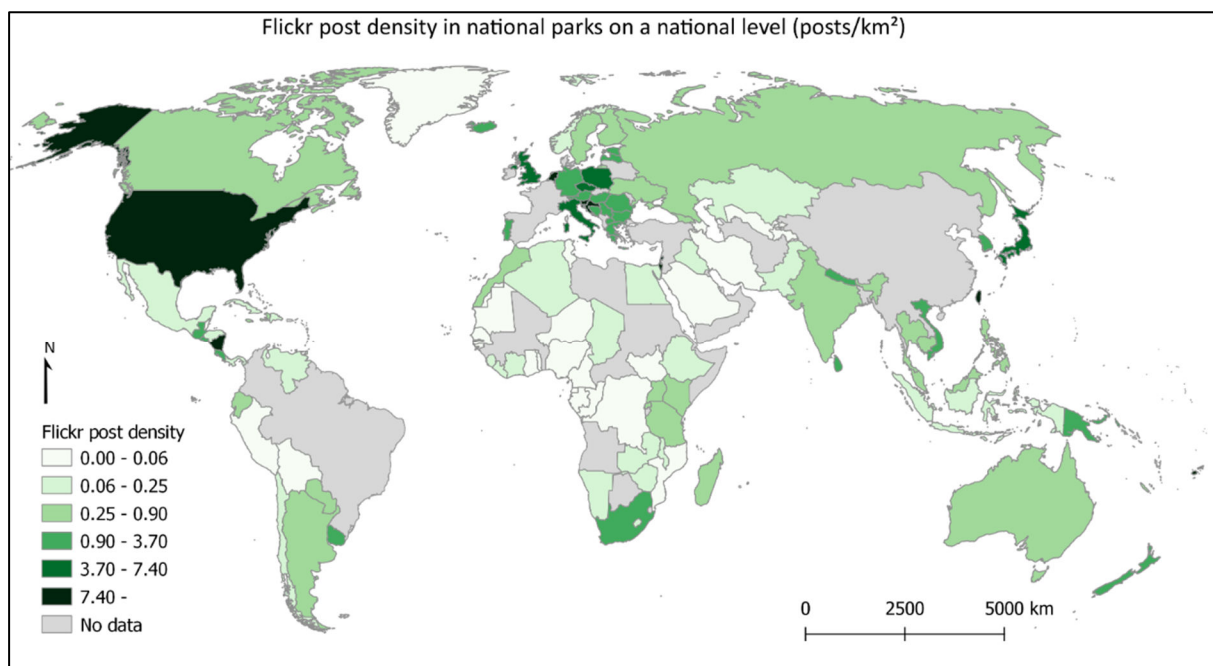 Flickr post density in national parks on a national level (posts/km²)
N
Flickr post density
0.00 - 0.06
0.06 - 0.25
0.25 - 0.90
0.90 - 3.70
3.70 - 7.40
7.40 -
No data
0 2500 5000 km